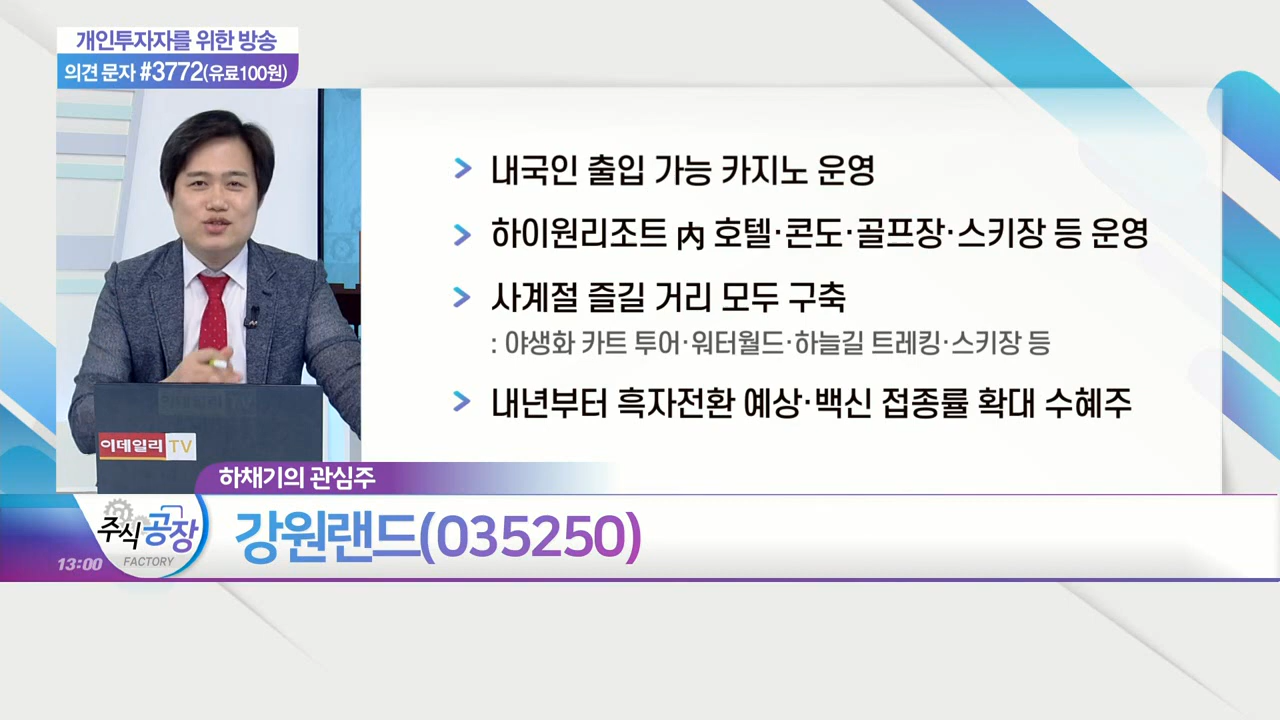 개인투자자를 위한 방송
의견 문자 #3772(유료100원)
> 내국인 출입 가능 카지노 운영
> 하이원리조트 內 호텔·콘도·골프장·스키장 등 운영
> 사계절 즐길 거리 모두 구축
: 야생화 카트 투어·워터월드·하늘길 트레킹·스키장 등
> 내년부터 흑자전환 예상·백신 접종률 확대 수혜주
이데일리 TV
하채기의 관심주
주식공장
FACTORY
13:00
강원랜드(035250)